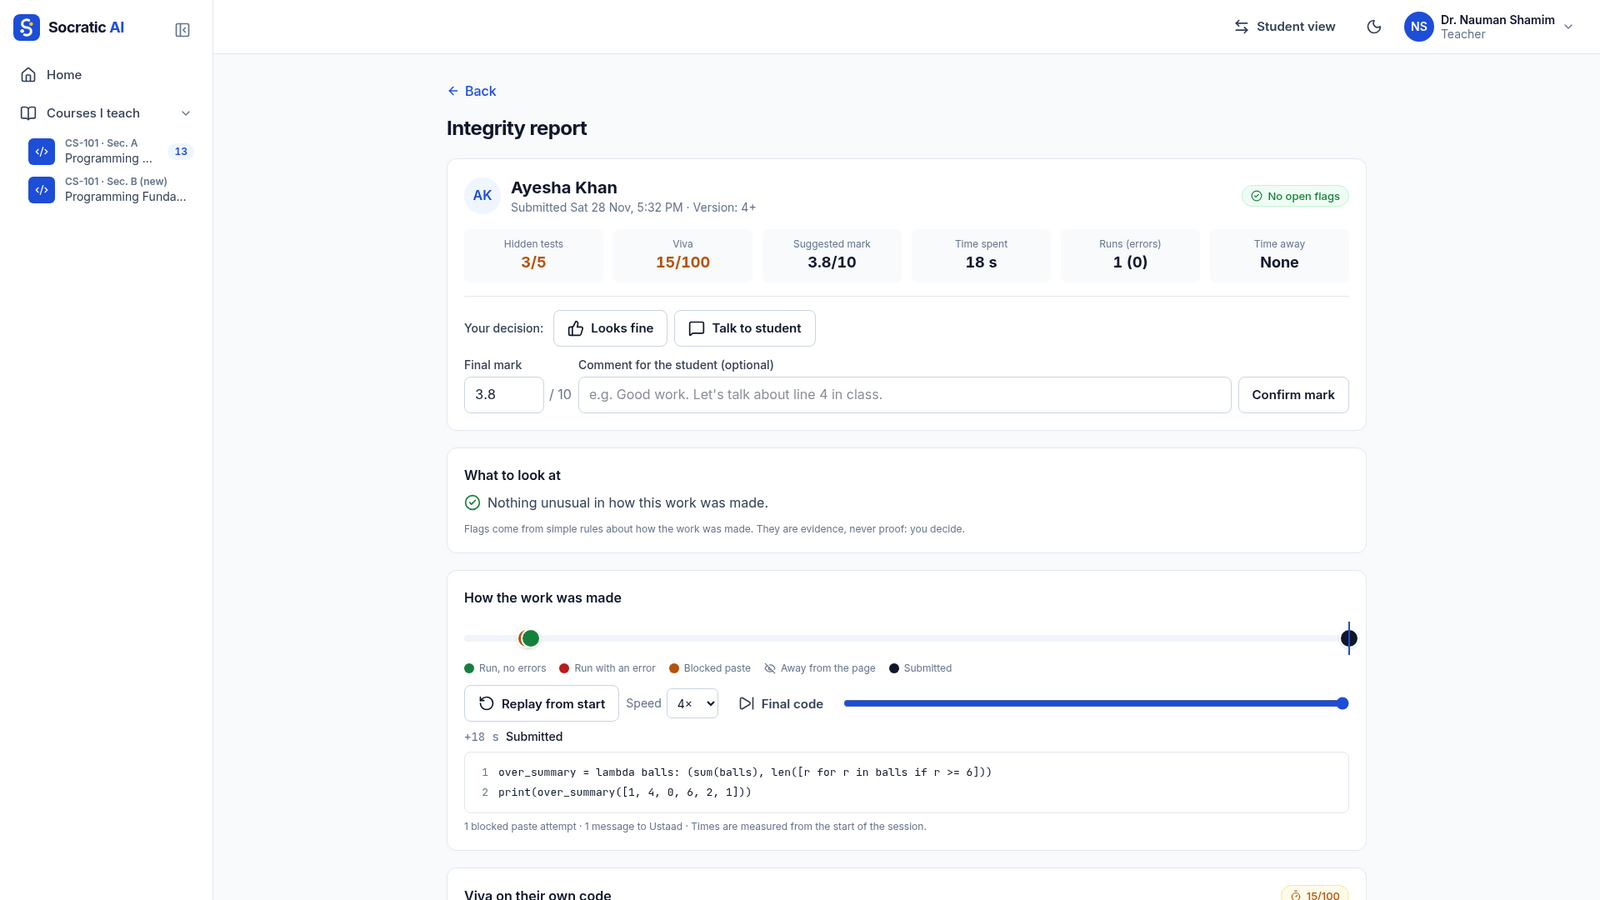 Socratic AI
Student view
NS
Dr. Nauman Shamim
Teacher
Home
Courses I teach
CS-101 · Sec. A
Programming ...
13
CS-101 · Sec. B (new)
Programming Funda...
← Back
Integrity report
AK
Ayesha Khan
Submitted Sat 28 Nov, 5:32 PM · Version: 4+
No open flags
Hidden tests
3/5
Viva
15/100
Suggested mark
3.8/10
Time spent
18 s
Runs (errors)
1 (0)
Time away
None
Your decision:
Looks fine
Talk to student
Final mark
Comment for the student (optional)
3.8
/ 10
e.g. Good work. Let's talk about line 4 in class.
Confirm mark
What to look at
Nothing unusual in how this work was made.
Flags come from simple rules about how the work was made. They are evidence, never proof: you decide.
How the work was made
Run, no errors
Run with an error
Blocked paste
Away from the page
Submitted
Replay from start
Speed
4×
Final code
+18 s Submitted
1 over_summary = lambda balls: (sum(balls), len([r for r in balls if r >= 6]))
2 print(over_summary([1, 4, 0, 6, 2, 1]))
1 blocked paste attempt · 1 message to Ustaad · Times are measured from the start of the session.
Viva on their own code
15/100